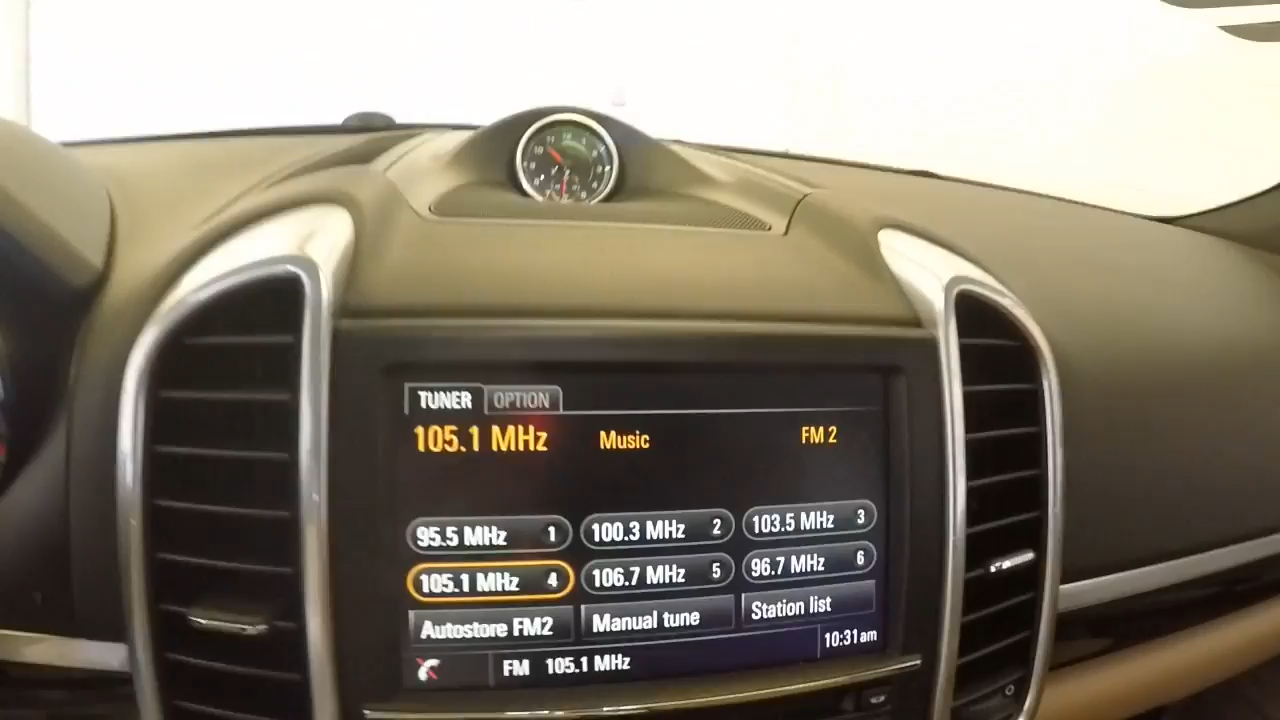 TUNER OPTION
105.1 MHz Music FM 2
95.5 MHz 1 100.3 MHz 2 103.5 MHz 3
105.1 MHz 4 106.7 MHz 5 96.7 MHz 6
Autostore FM2 Manual tune Station list
FM 105.1 MHz 10:31am